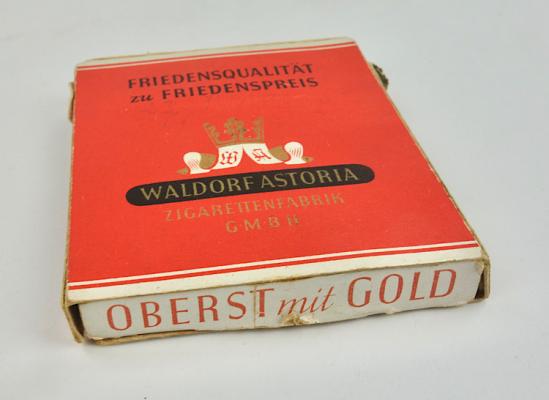 FRIEDENSQUALITÄT
zu FRIEDENSPREIS
W A
WALDORF ASTORIA
ZIGARETTENFABRIK
G·M·B·H
OBERST mit GOLD